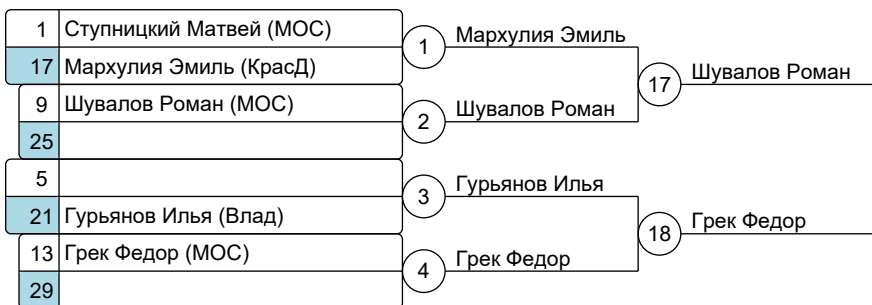 1 Ступницкий Матвей (МОС)
1 Мархулия Эмиль
17 Мархулия Эмиль (КрасД)
17 Шувалов Роман
9 Шувалов Роман (МОС)
2 Шувалов Роман
25
5
3 Гурьянов Илья
21 Гурьянов Илья (Влад)
18 Грек Федор
13 Грек Федор (МОС)
4 Грек Федор
29